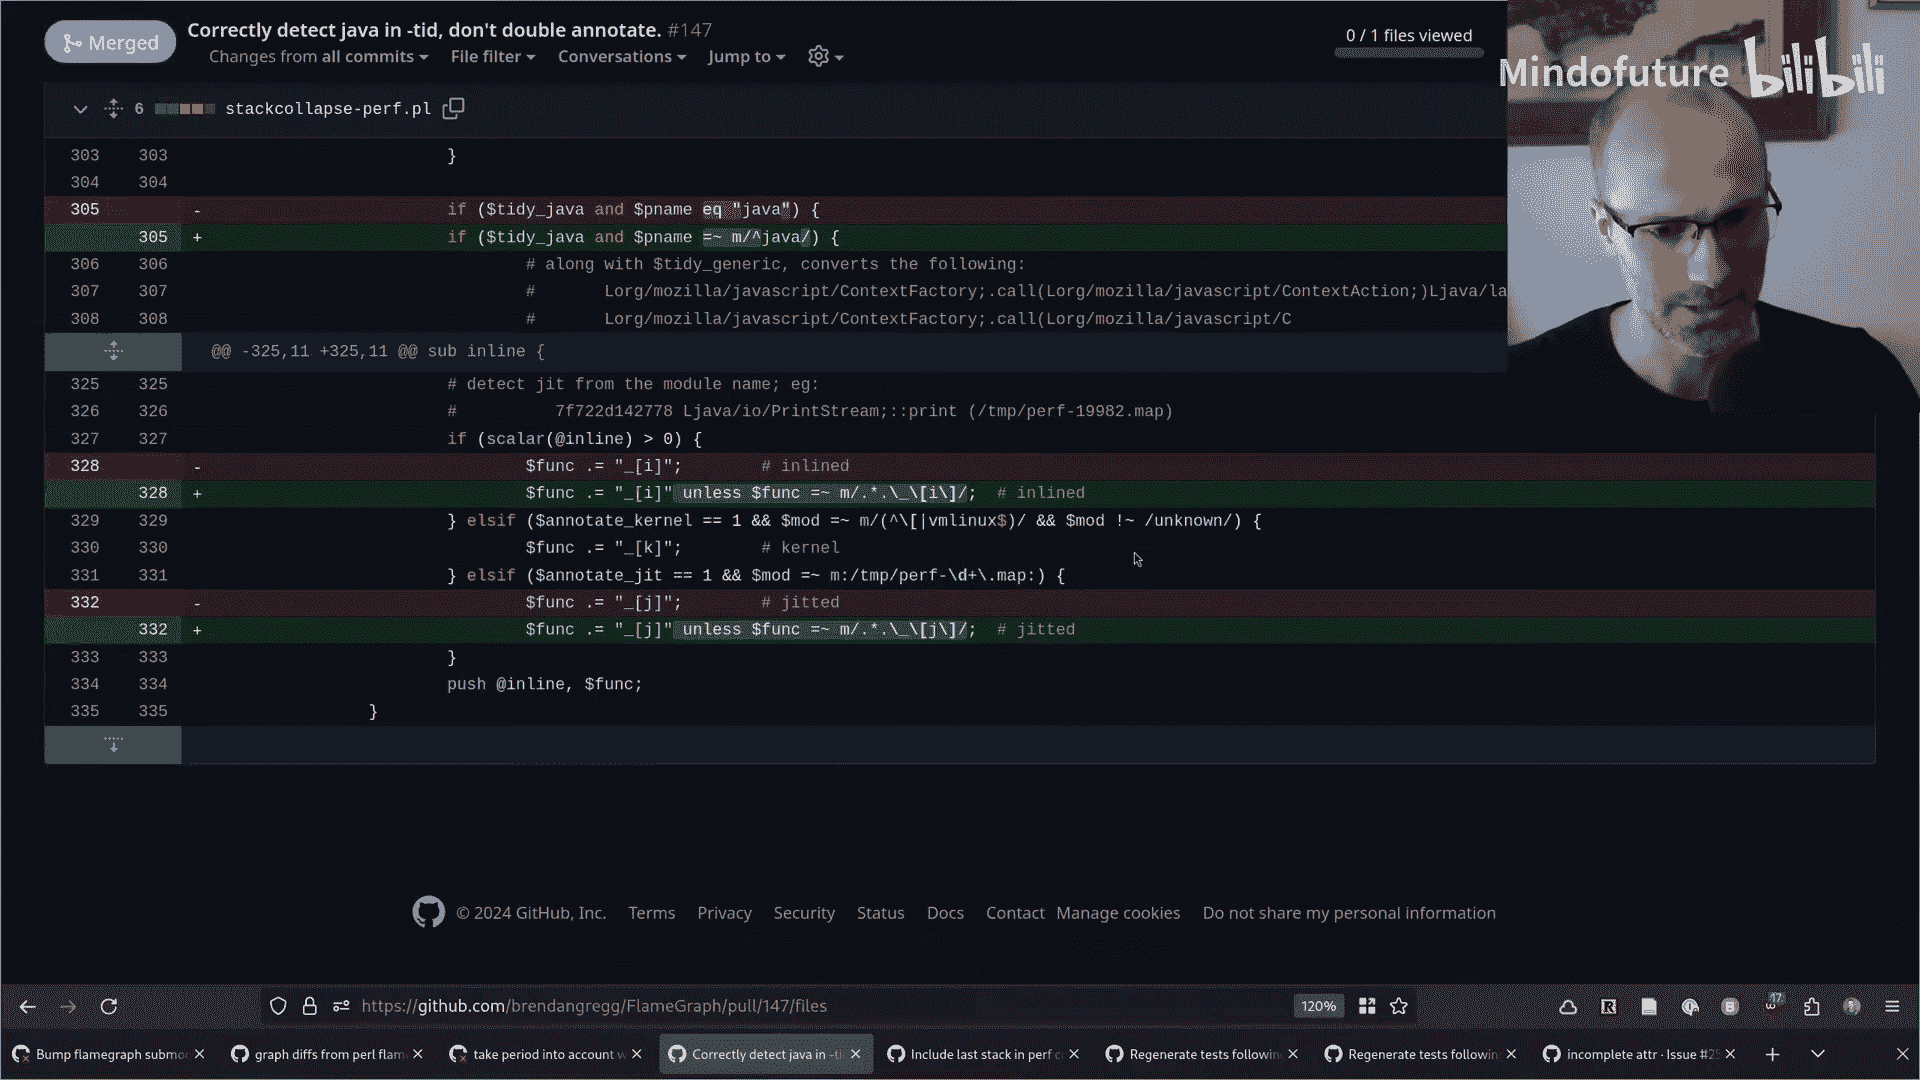 Merged
Correctly detect java in -tid, don't double annotate. #147
Changes from all commits
File filter
Conversations
Jump to
0 / 1 files viewed
Mindofuture bilibili
6 stackcollapse-perf.pl
303 303 }
304 304
305 - if ($tidy_java and $pname eq "java") {
305 + if ($tidy_java and $pname =~ m/^java/) {
306 306 # along with $tidy_generic, converts the following:
307 307 # Lorg/mozilla/javascript/ContextFactory;.call(Lorg/mozilla/javascript/ContextAction;)Ljava/la
308 308 # Lorg/mozilla/javascript/ContextFactory;.call(Lorg/mozilla/javascript/C
@@ -325,11 +325,11 @@ sub inline {
325 325 # detect jit from the module name; eg:
326 326 # 7f722d142778 Ljava/io/PrintStream;::print (/tmp/perf-19982.map)
327 327 if (scalar(@inline) > 0) {
328 - $func .= "_[i]"; # inlined
328 + $func .= "_[i]" unless $func =~ m/.*.\_\[i\]/; # inlined
329 329 } elsif ($annotate_kernel == 1 && $mod =~ m/(^\[|vmlinux$)/ && $mod !~ /unknown/) {
330 330 $func .= "_[k]"; # kernel
331 331 } elsif ($annotate_jit == 1 && $mod =~ m:/tmp/perf-\d+\.map:) {
332 - $func .= "_[j]"; # jitted
332 + $func .= "_[j]" unless $func =~ m/.*.\_\[j\]/; # jitted
333 333 }
334 334 push @inline, $func;
335 335 }
© 2024 GitHub, Inc. Terms Privacy Security Status Docs Contact Manage cookies Do not share my personal information
https://github.com/brendangregg/FlameGraph/pull/147/files
120%
17
Bump flamegraph submo
graph diffs from perl flam
take period into account w
Correctly detect java in -ti
Include last stack in perf c
Regenerate tests followin
Regenerate tests followin
incomplete attr · Issue #2